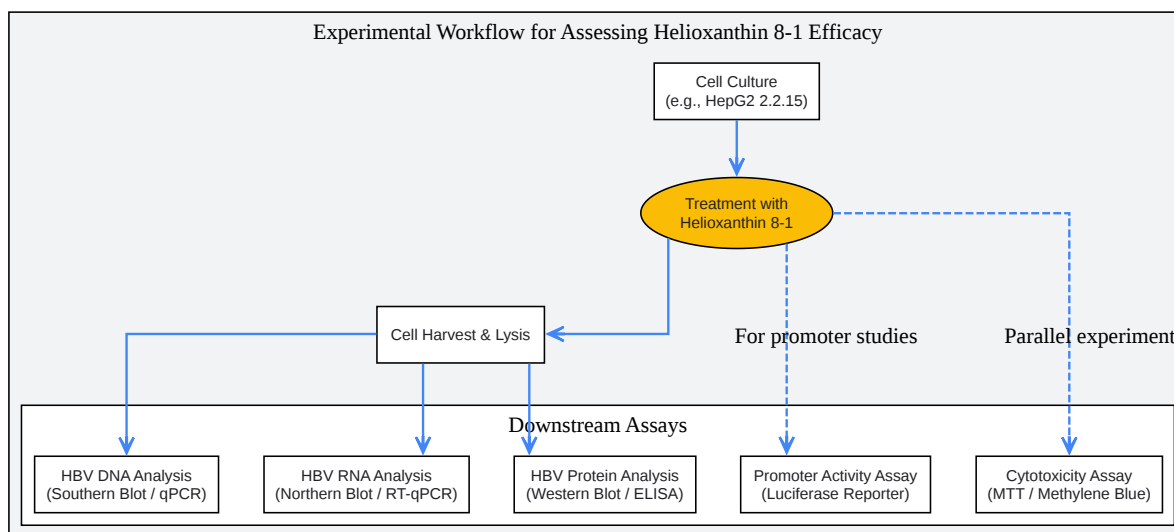 Experimental Workflow for Assessing Helioxanthin 8-1 Efficacy
Cell Culture
(e.g., HepG2 2.2.15)
Treatment with
Helioxanthin 8-1
Cell Harvest & Lysis
For promoter studies
Parallel experiment
Downstream Assays
HBV DNA Analysis
(Southern Blot / qPCR)
HBV RNA Analysis
(Northern Blot / RT-qPCR)
HBV Protein Analysis
(Western Blot / ELISA)
Promoter Activity Assay
(Luciferase Reporter)
Cytotoxicity Assay
(MTT / Methylene Blue)